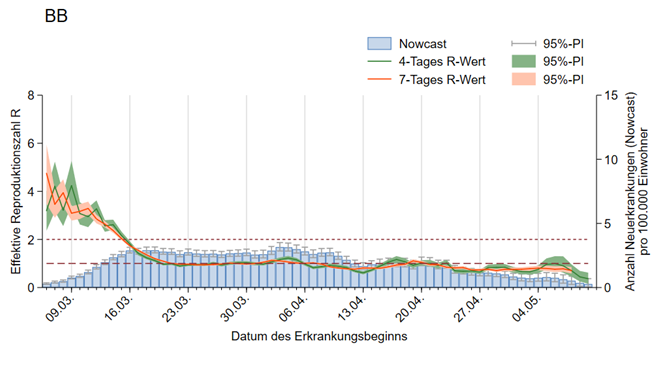 BB
Nowcast
95%-PI
4-Tages R-Wert
95%-PI
7-Tages R-Wert
95%-PI
Effektive Reproduktionszahl R
8
6
4
2
0
15
10
5
0
Anzahl Neuerkrankungen (Nowcast)
pro 100 000 Einwohner
09.03.
16.03.
23.03.
30.03.
06.04.
13.04.
20.04.
27.04.
04.05.
Datum des Erkrankungsbeginns